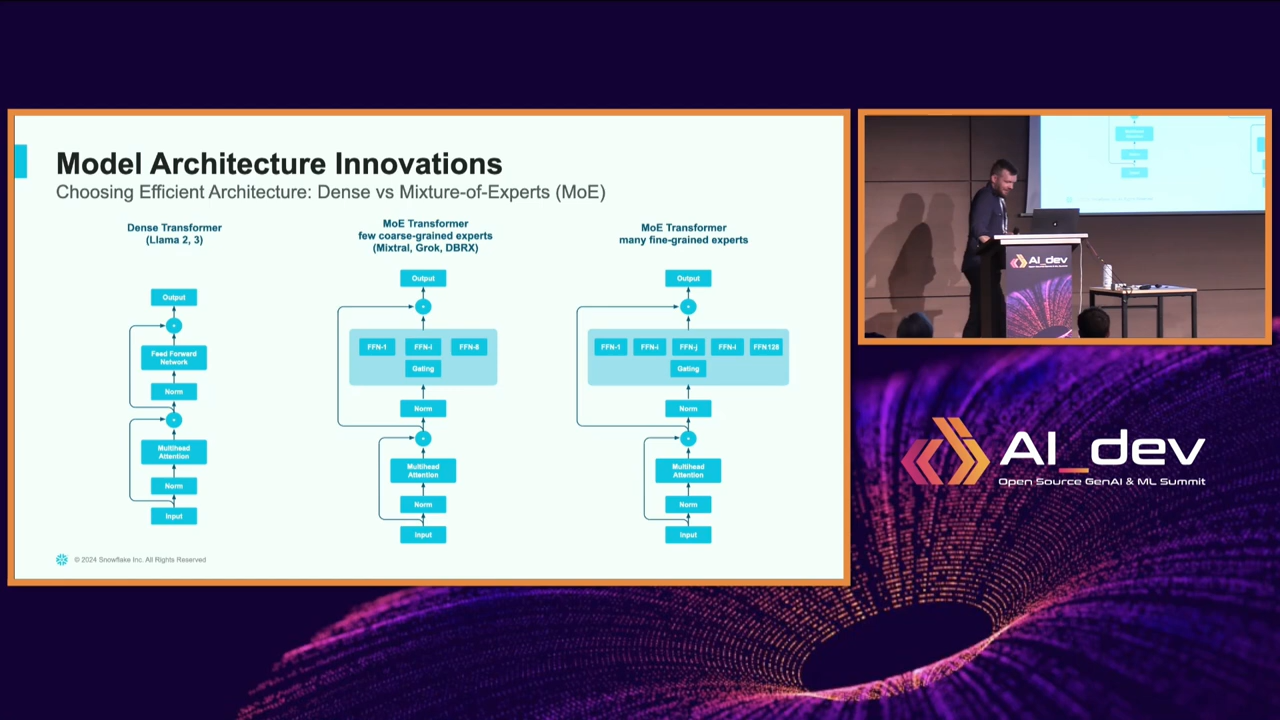 Model Architecture Innovations
Choosing Efficient Architecture: Dense vs Mixture-of-Experts (MoE)
Dense Transformer
(Llama 2, 3)
Output
Feed Forward
Network
Norm
Multihead
Attention
Norm
Input
MoE Transformer
few coarse-grained experts
(Mixtral, Grok, DBRX)
Output
FFN-1 FFN-i FFN-8
Gating
Norm
Multihead
Attention
Norm
Input
MoE Transformer
many fine-grained experts
Output
FFN-1 FFN-i FFN-j FFN-l FFN128
Gating
Norm
Multihead
Attention
Norm
Input
© 2024 Snowflake Inc. All Rights Reserved
AI_dev
AI_dev
Open Source GenAI & ML Summit